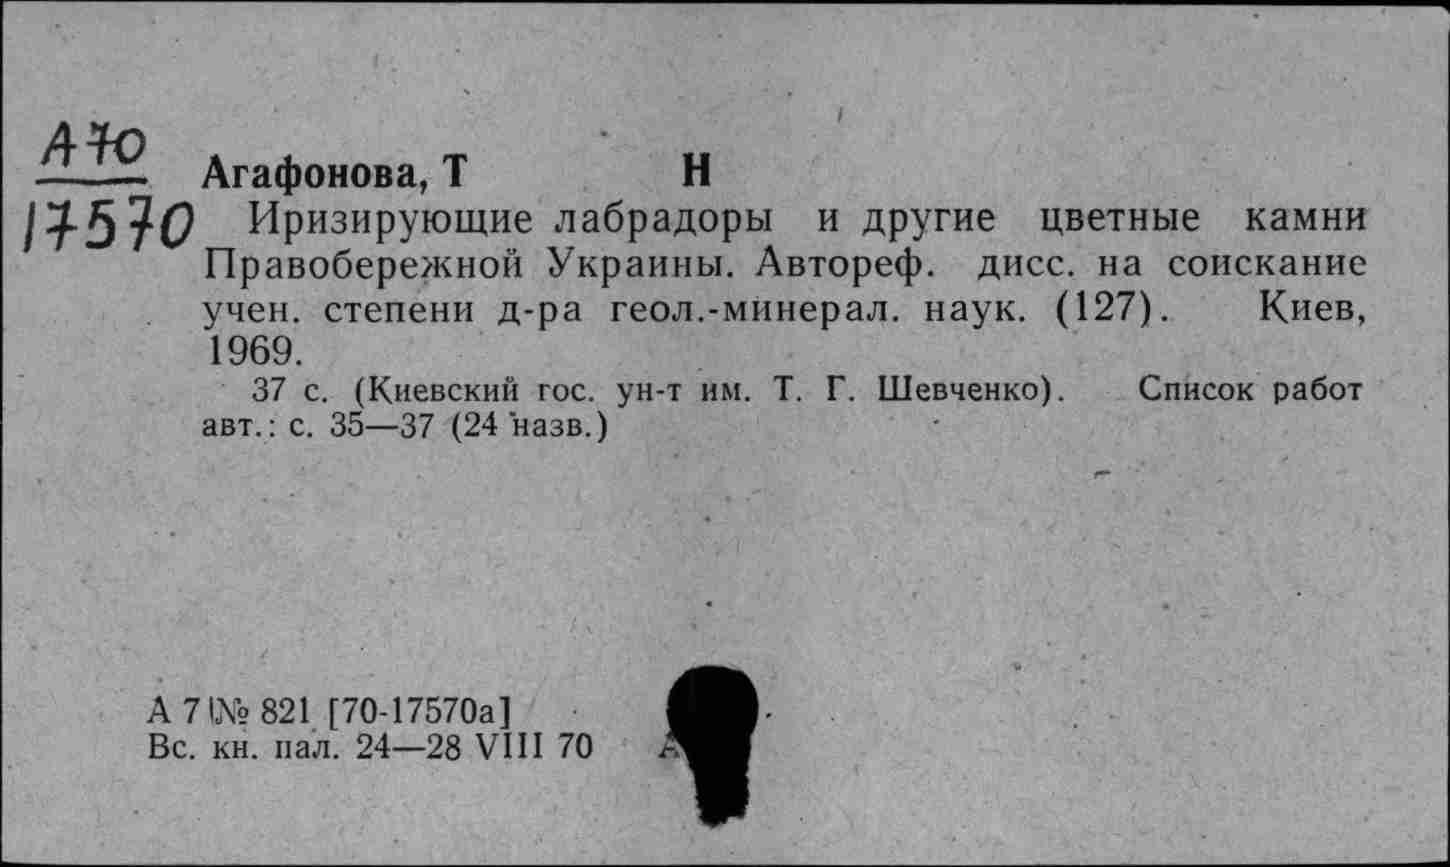 А70
17570
Агафонова, Т Н
Иризирующие лабрадоры и другие цветные камни
Правобережной Украины. Автореф. дисс. на соискание
учен. степени д-ра геол.-минерал. наук. (127). Киев,
1969.
37 с. (Киевский гос. ун-т им. Т. Г. Шевченко). Список работ
авт.: с. 35—37 (24 назв.)
А 71 № 821 [70-17570а]
Вс. кн. пал. 24—28 VIII 70